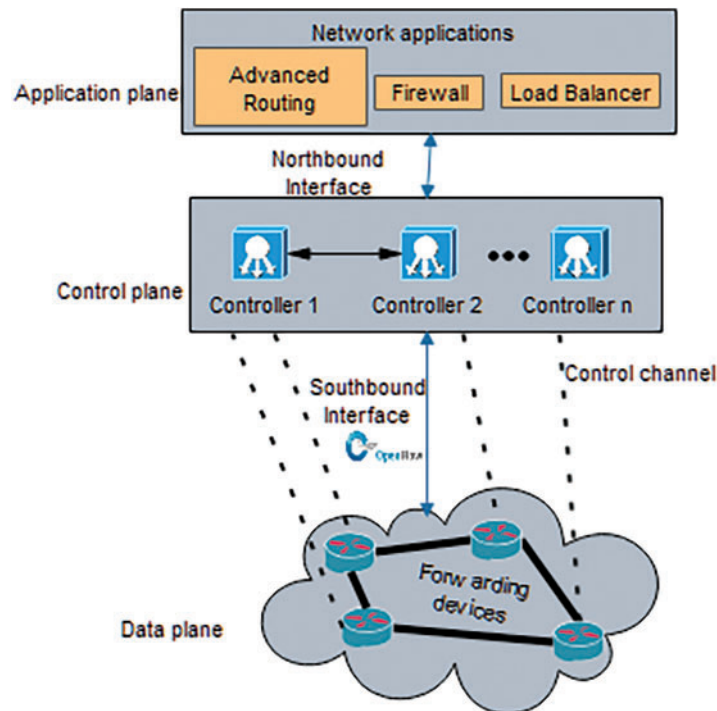 Network applications
Advanced
Routing
Firewall
Load Balancer
Application plane
Northbound
Interface
Controller 1
Controller 2
Controller n
Control plane
Southbound
Interface
OpenFlow
Control channel
Forw arding
devices
Data plane